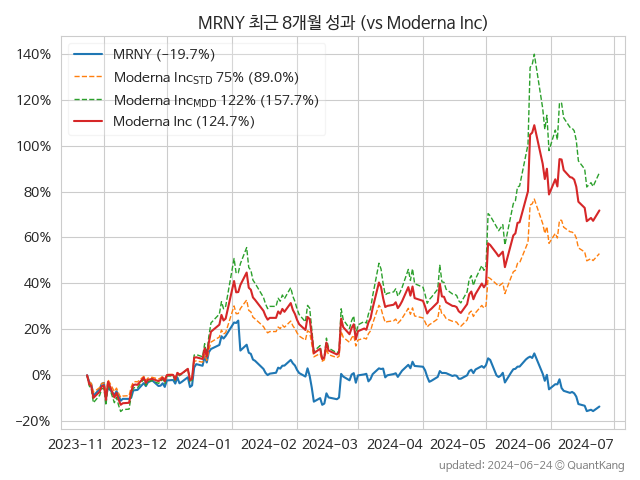 MRNY 최근 8개월 성과 (vs Moderna Inc)
MRNY (−19.7%)
Moderna Inc_STD 75% (89.0%)
Moderna Inc_MDD 122% (157.7%)
Moderna Inc (124.7%)
140%
120%
100%
80%
60%
40%
20%
0%
−20%
2023−11 2023−12 2024−01 2024−02 2024−03 2024−04 2024−05 2024−06 2024−07
updated: 2024-06-24 © QuantKang